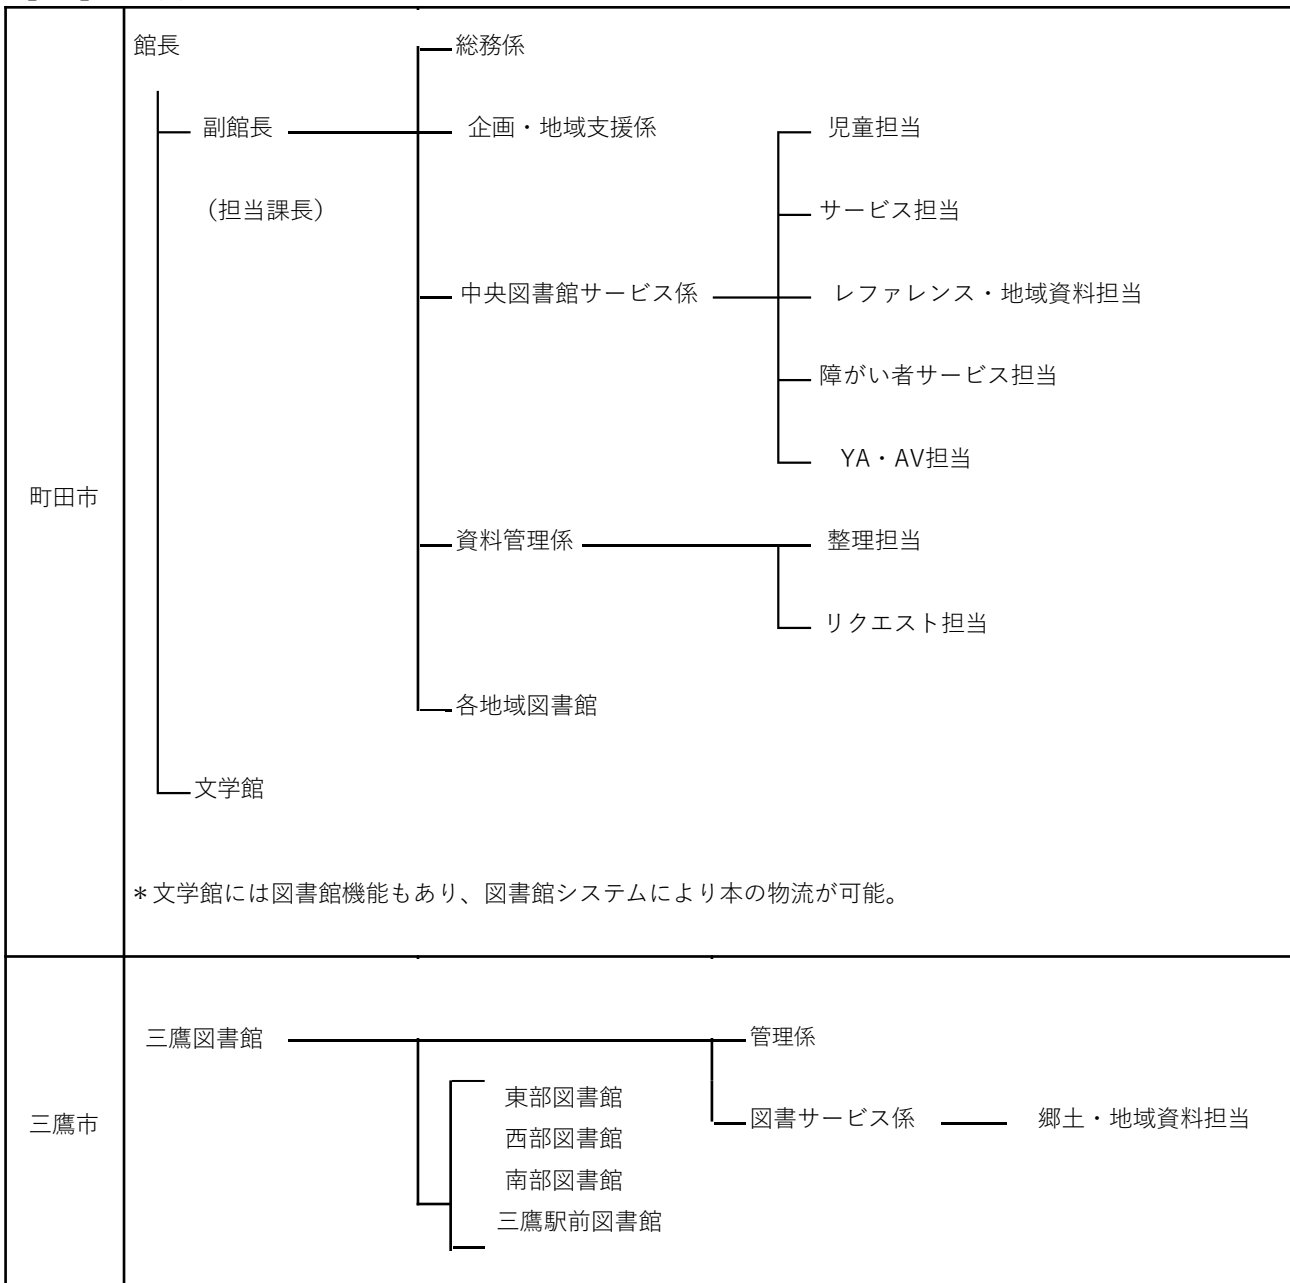 町田市
館長
総務係
副館長
企画・地域支援係
児童担当
（担当課長）
サービス担当
中央図書館サービス係
レファレンス・地域資料担当
障がい者サービス担当
YA・AV担当
資料管理係
整理担当
リクエスト担当
各地域図書館
文学館
＊文学館には図書館機能もあり、図書館システムにより本の物流が可能。
三鷹市
三鷹図書館
管理係
東部図書館
図書サービス係
郷土・地域資料担当
西部図書館
南部図書館
三鷹駅前図書館